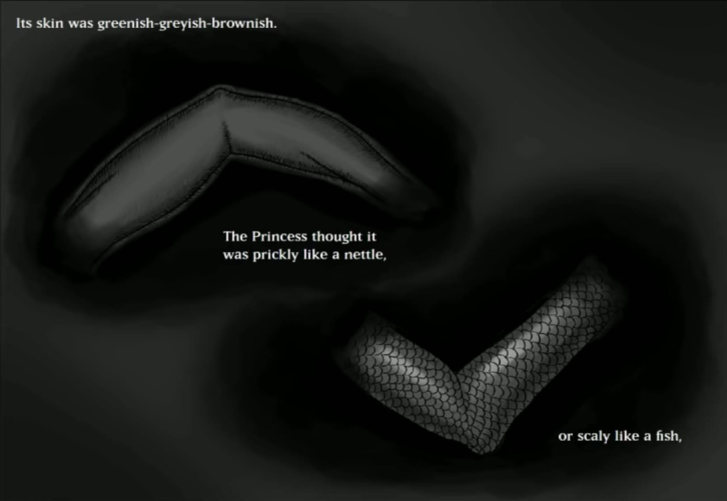 Its skin was greenish-greyish-brownish.
The Princess thought it
was prickly like a nettle,
or scaly like a fish,